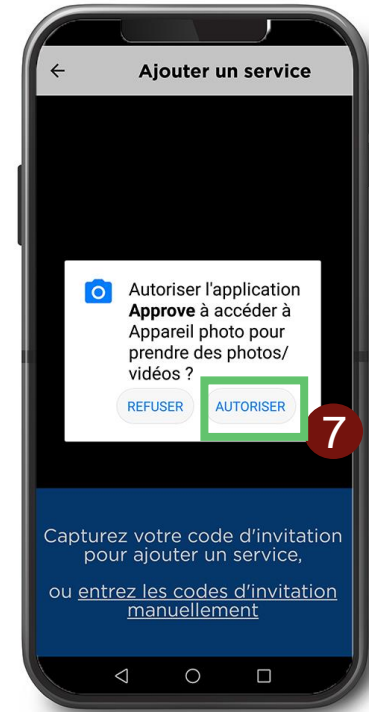 Ajouter un service
Autoriser l'application
Approve à accéder à
Appareil photo pour
prendre des photos/
vidéos ?
REFUSER AUTORISER
7
Capturez votre code d'invitation
pour ajouter un service,
ou entrez les codes d'invitation
manuellement